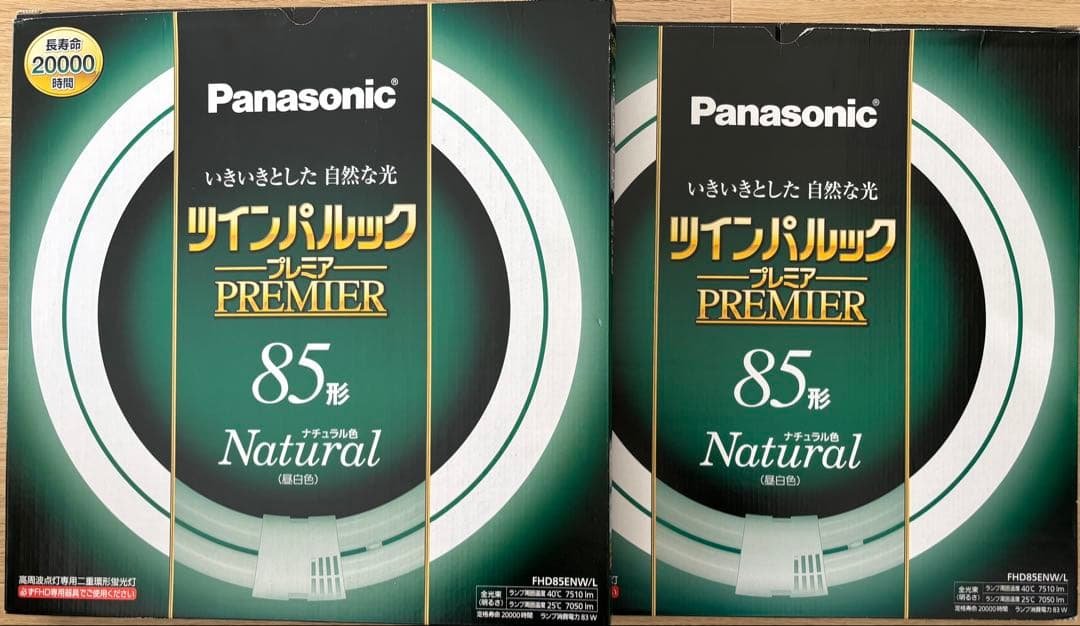 長寿命
20000
時間
Panasonic®
いきいきとした 自然な光
ツインパルック
プレミア
PREMIER
85形
ナチュラル色
Natural
(昼白色)
高周波点灯専用二重環形蛍光灯
必ずFHD専用器具でご使用ください
FHD85ENW/L
全光束(明るさ) ランプ周囲温度 40℃ 7510 lm
ランプ周囲温度 25℃ 7050 lm
定格寿命 20000時間 ランプ消費電力 83 W
Panasonic®
いきいきとした 自然な光
ツインパルック
プレミア
PREMIER
85形
ナチュラル色
Natural
(昼白色)
灯
FHD85ENW/L
全光束(明るさ) ランプ周囲温度 40℃ 7510 lm
ランプ周囲温度 25℃ 7050 lm
定格寿命 20000時間 ランプ消費電力 83 W